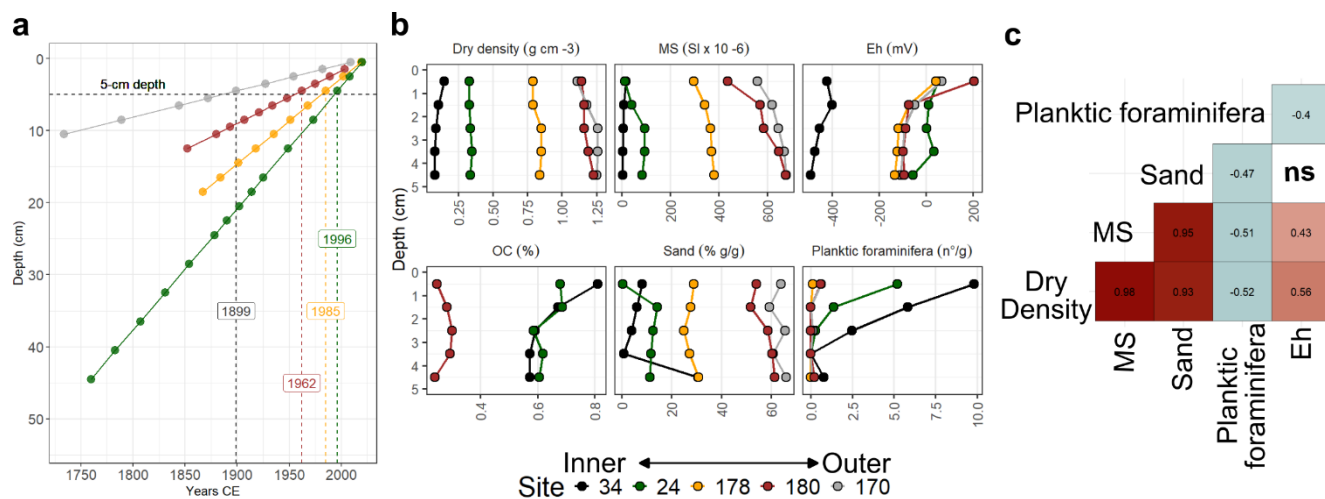 a
0
10
20
30
40
50
Depth (cm)
5-cm depth
1996
1899
1985
1962
1750 1800 1850 1900 1950 2000
Years CE
b
Dry density (g cm -3) MS (SI x 10 -6) Eh (mV)
0
1
2
3
4
5
0.25 0.50 0.75 1.00 1.25 0 200 400 600 -400 -200 0 200
Depth (cm)
OC (%) Sand (% g/g) Planktic foraminifera (n°/g)
0
1
2
3
4
5
0.4 0.6 0.8 0 20 40 60 0.0 2.5 5.0 7.5 10.0
Inner Outer
Site 34 24 178 180 170
c
Planktic foraminifera -0.4
Sand -0.47 ns
MS 0.95 -0.51 0.43
Dry
Density 0.98 0.93 -0.52 0.56
MS
Sand
Planktic
foraminifera
Eh